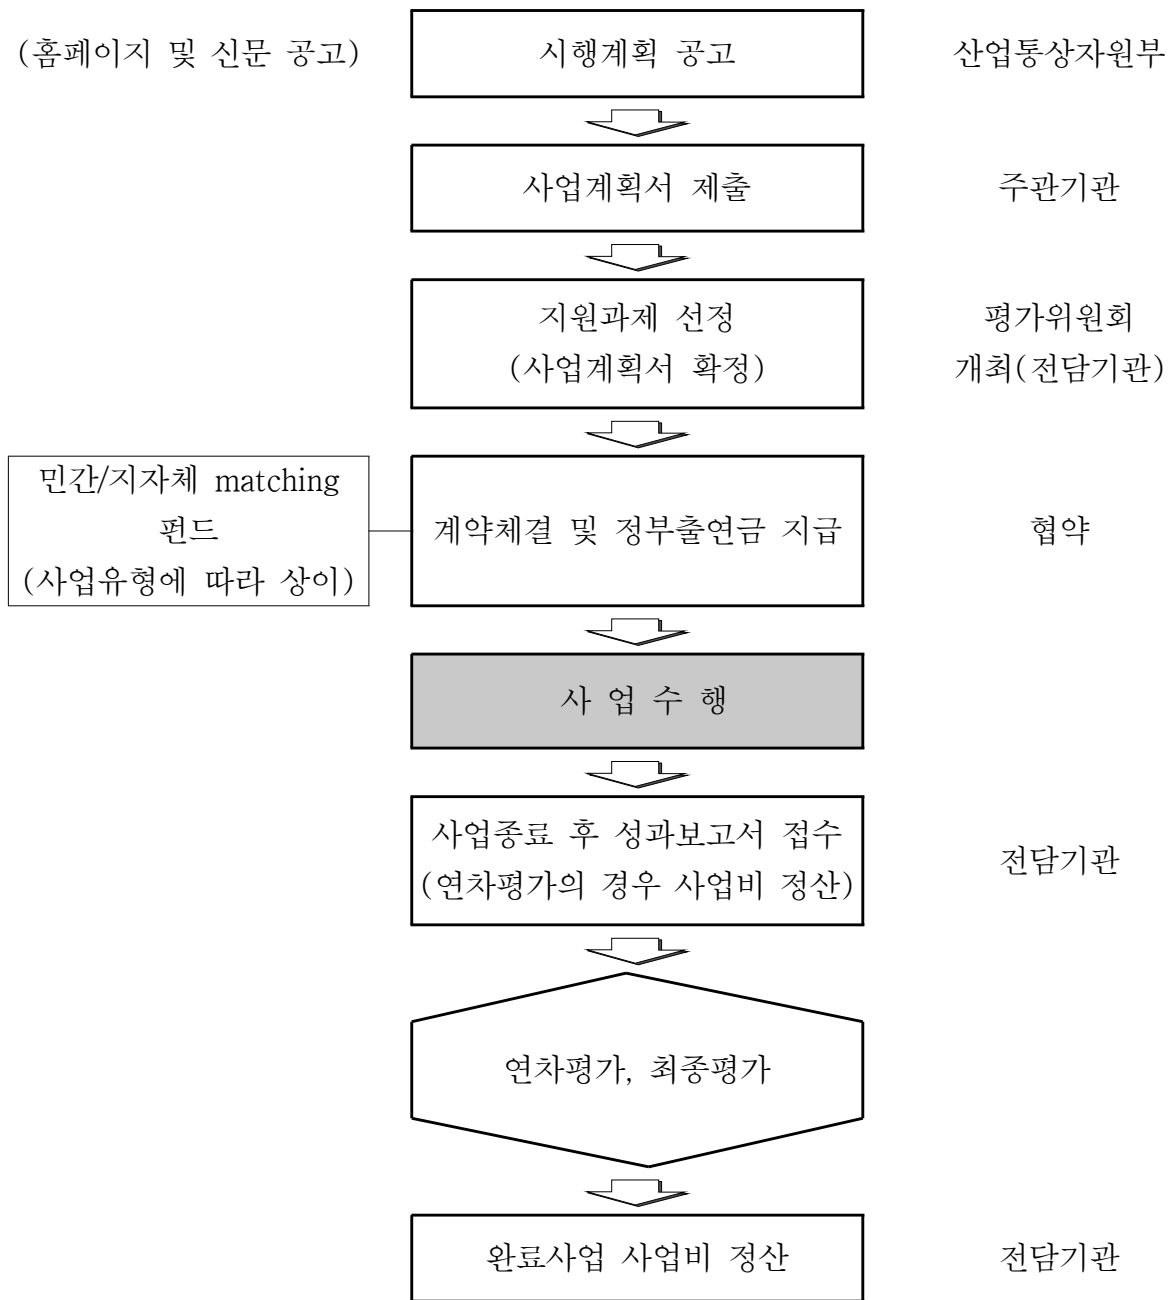 (홈페이지 및 신문 공고)
시행계획 공고
산업통상자원부
사업계획서 제출
주관기관
지원과제 선정
(사업계획서 확정)
평가위원회
개최(전담기관)
민간/지자체 matching
펀드
(사업유형에 따라 상이)
계약체결 및 정부출연금 지급
협약
사 업 수 행
사업종료 후 성과보고서 접수
(연차평가의 경우 사업비 정산)
전담기관
연차평가, 최종평가
완료사업 사업비 정산
전담기관